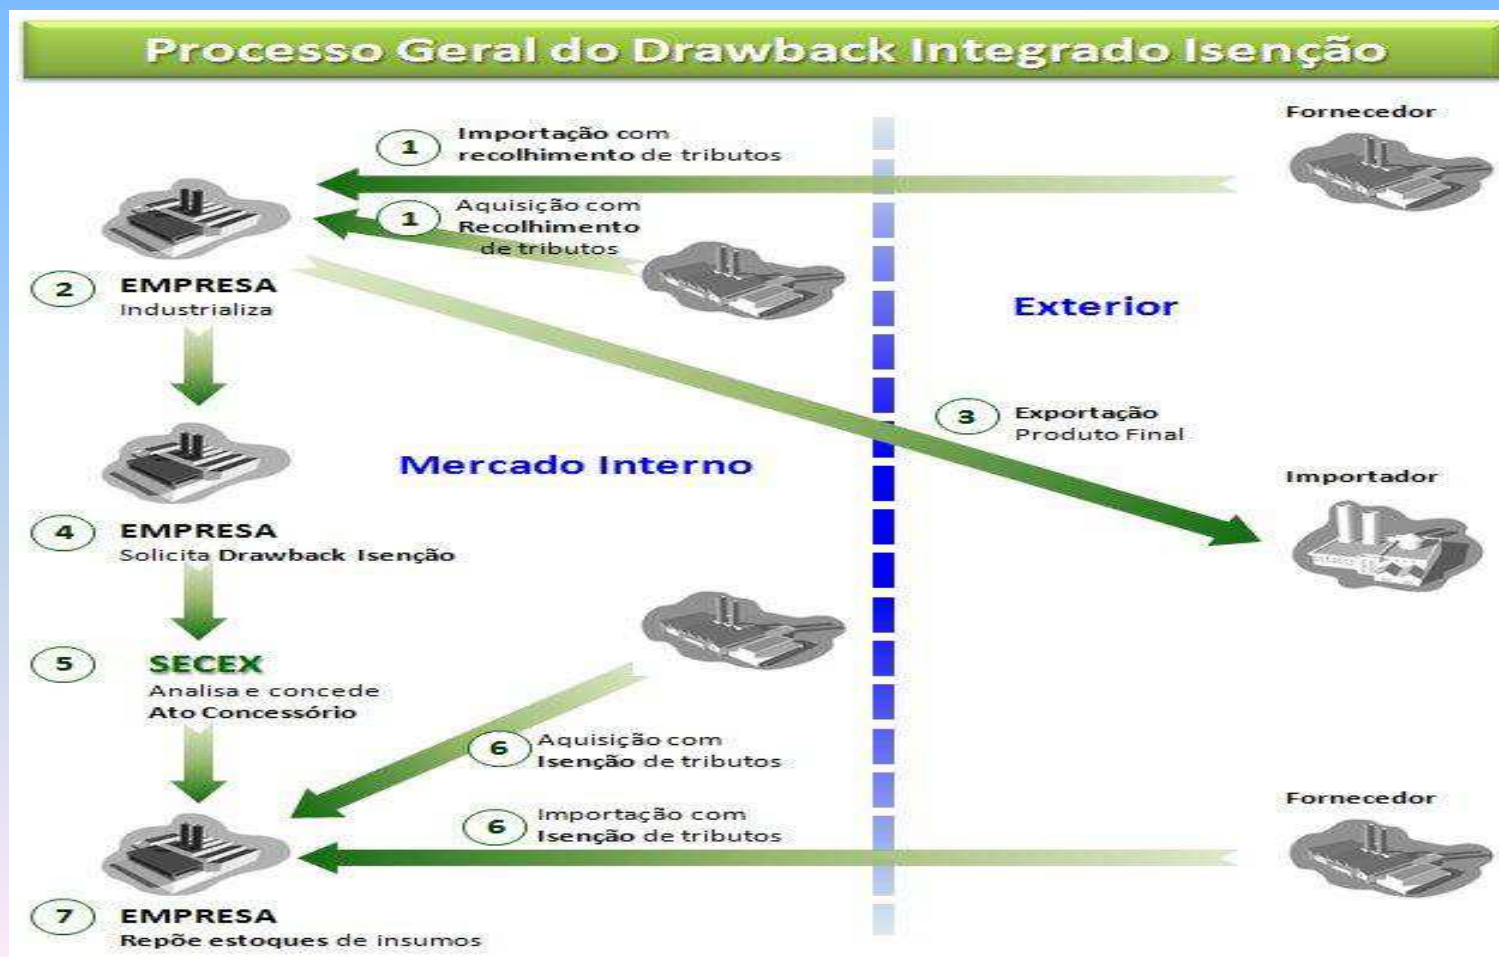 Processo Geral do Drawback Integrado Isenção
Fornecedor
1
Importação com
recolhimento de tributos
1
Aquisição com
Recolhimento
de tributos
2
EMPRESA
Industrializa
Exterior
3
Exportação
Produto Final
Mercado Interno
Importador
4
EMPRESA
Solicita Drawback Isenção
5
SECEX
Analisa e concede
Ato Concessório
6
Aquisição com
Isenção de tributos
6
Importação com
Isenção de tributos
Fornecedor
7
EMPRESA
Repõe estoques de insumos